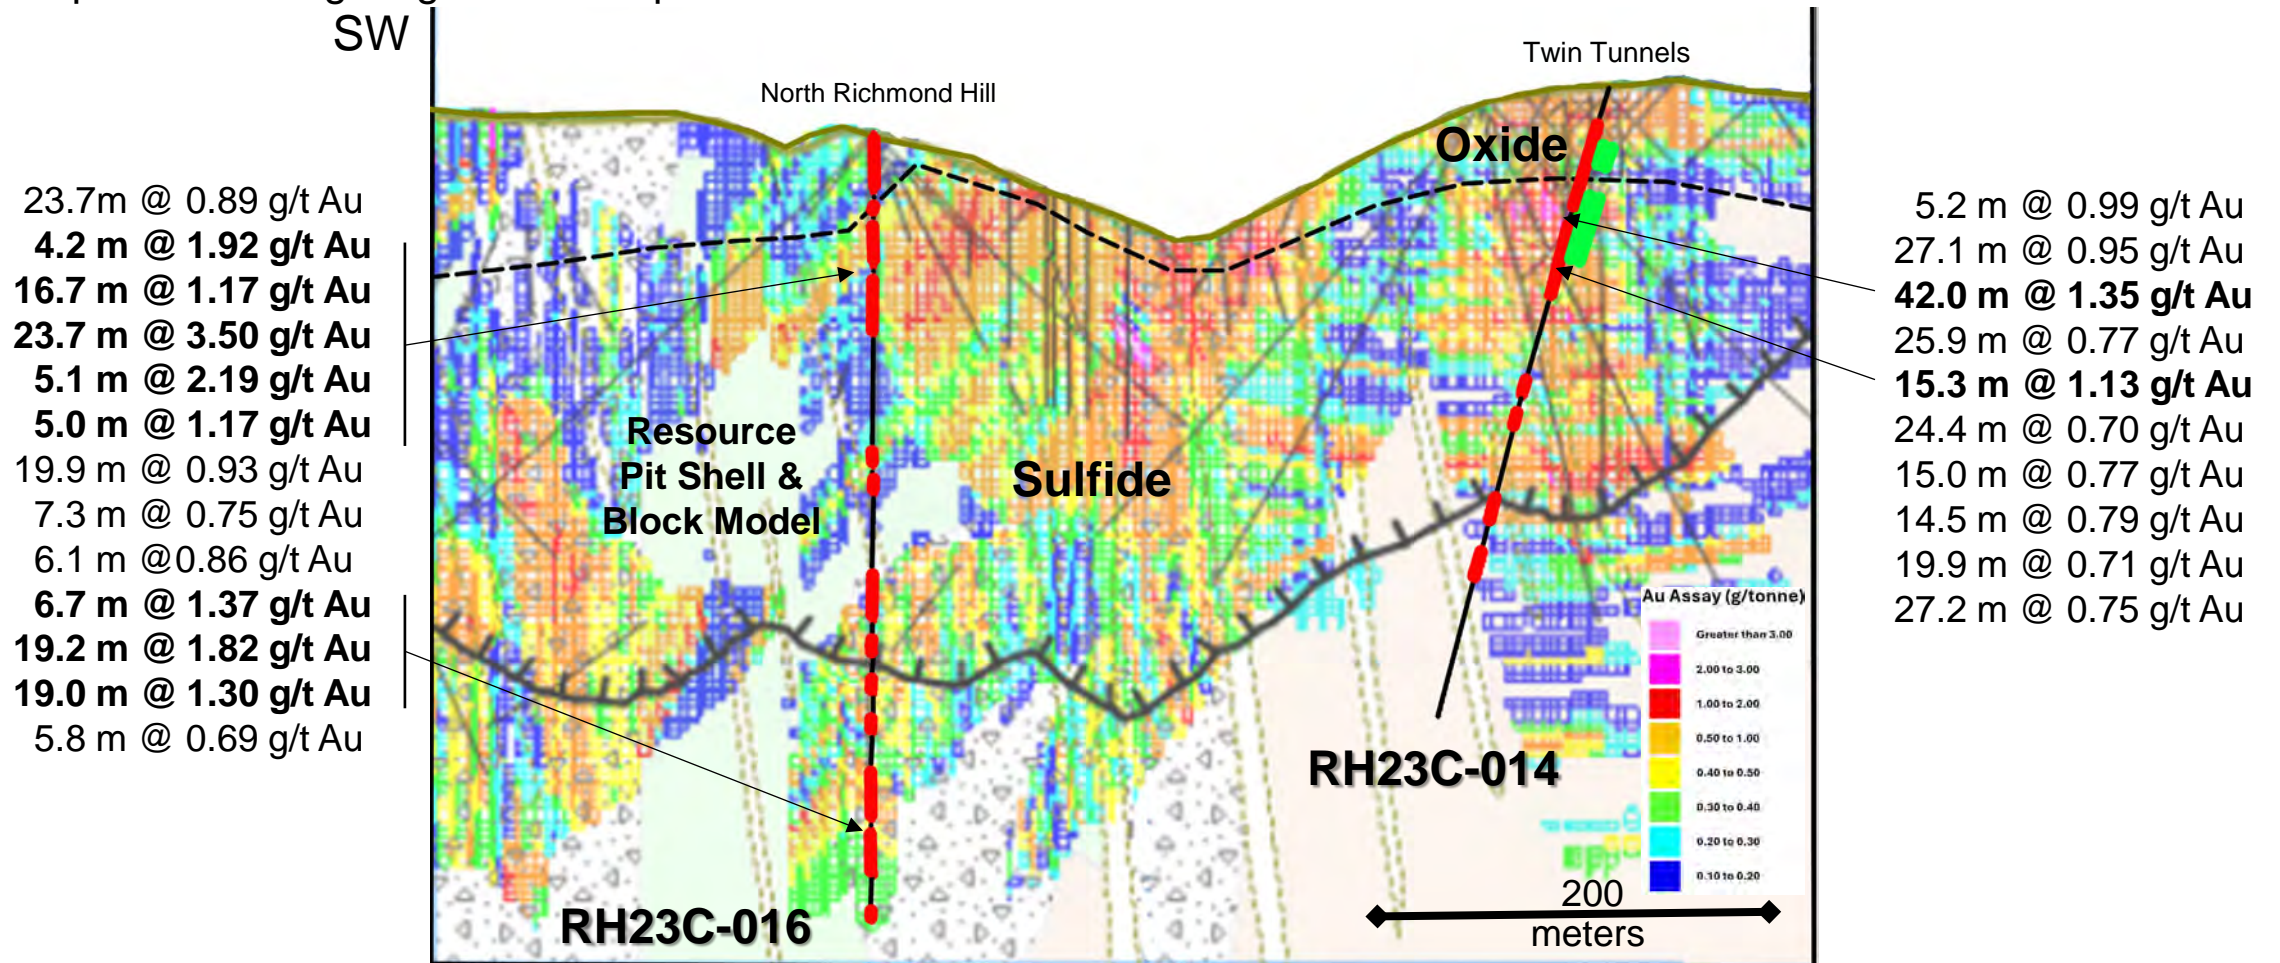 SW
Twin Tunnels
North Richmond Hill
Oxide
23.7m @ 0.89 g/t Au
4.2 m @ 1.92 g/t Au
16.7 m @ 1.17 g/t Au
23.7 m @ 3.50 g/t Au
5.1 m @ 2.19 g/t Au
5.0 m @ 1.17 g/t Au
19.9 m @ 0.93 g/t Au
7.3 m @ 0.75 g/t Au
6.1 m @0.86 g/t Au
6.7 m @ 1.37 g/t Au
19.2 m @ 1.82 g/t Au
19.0 m @ 1.30 g/t Au
5.8 m @ 0.69 g/t Au
Resource
Pit Shell &
Block Model
Sulfide
5.2 m @ 0.99 g/t Au
27.1 m @ 0.95 g/t Au
42.0 m @ 1.35 g/t Au
25.9 m @ 0.77 g/t Au
15.3 m @ 1.13 g/t Au
24.4 m @ 0.70 g/t Au
15.0 m @ 0.77 g/t Au
14.5 m @ 0.79 g/t Au
19.9 m @ 0.71 g/t Au
27.2 m @ 0.75 g/t Au
Au Assay (g/tonne)
Greater than 3.00
2.00 to 3.00
1.00 to 2.00
0.50 to 1.00
0.40 to 0.50
0.30 to 0.40
0.20 to 0.30
0.10 to 0.20
RH23C-014
RH23C-016
200
meters